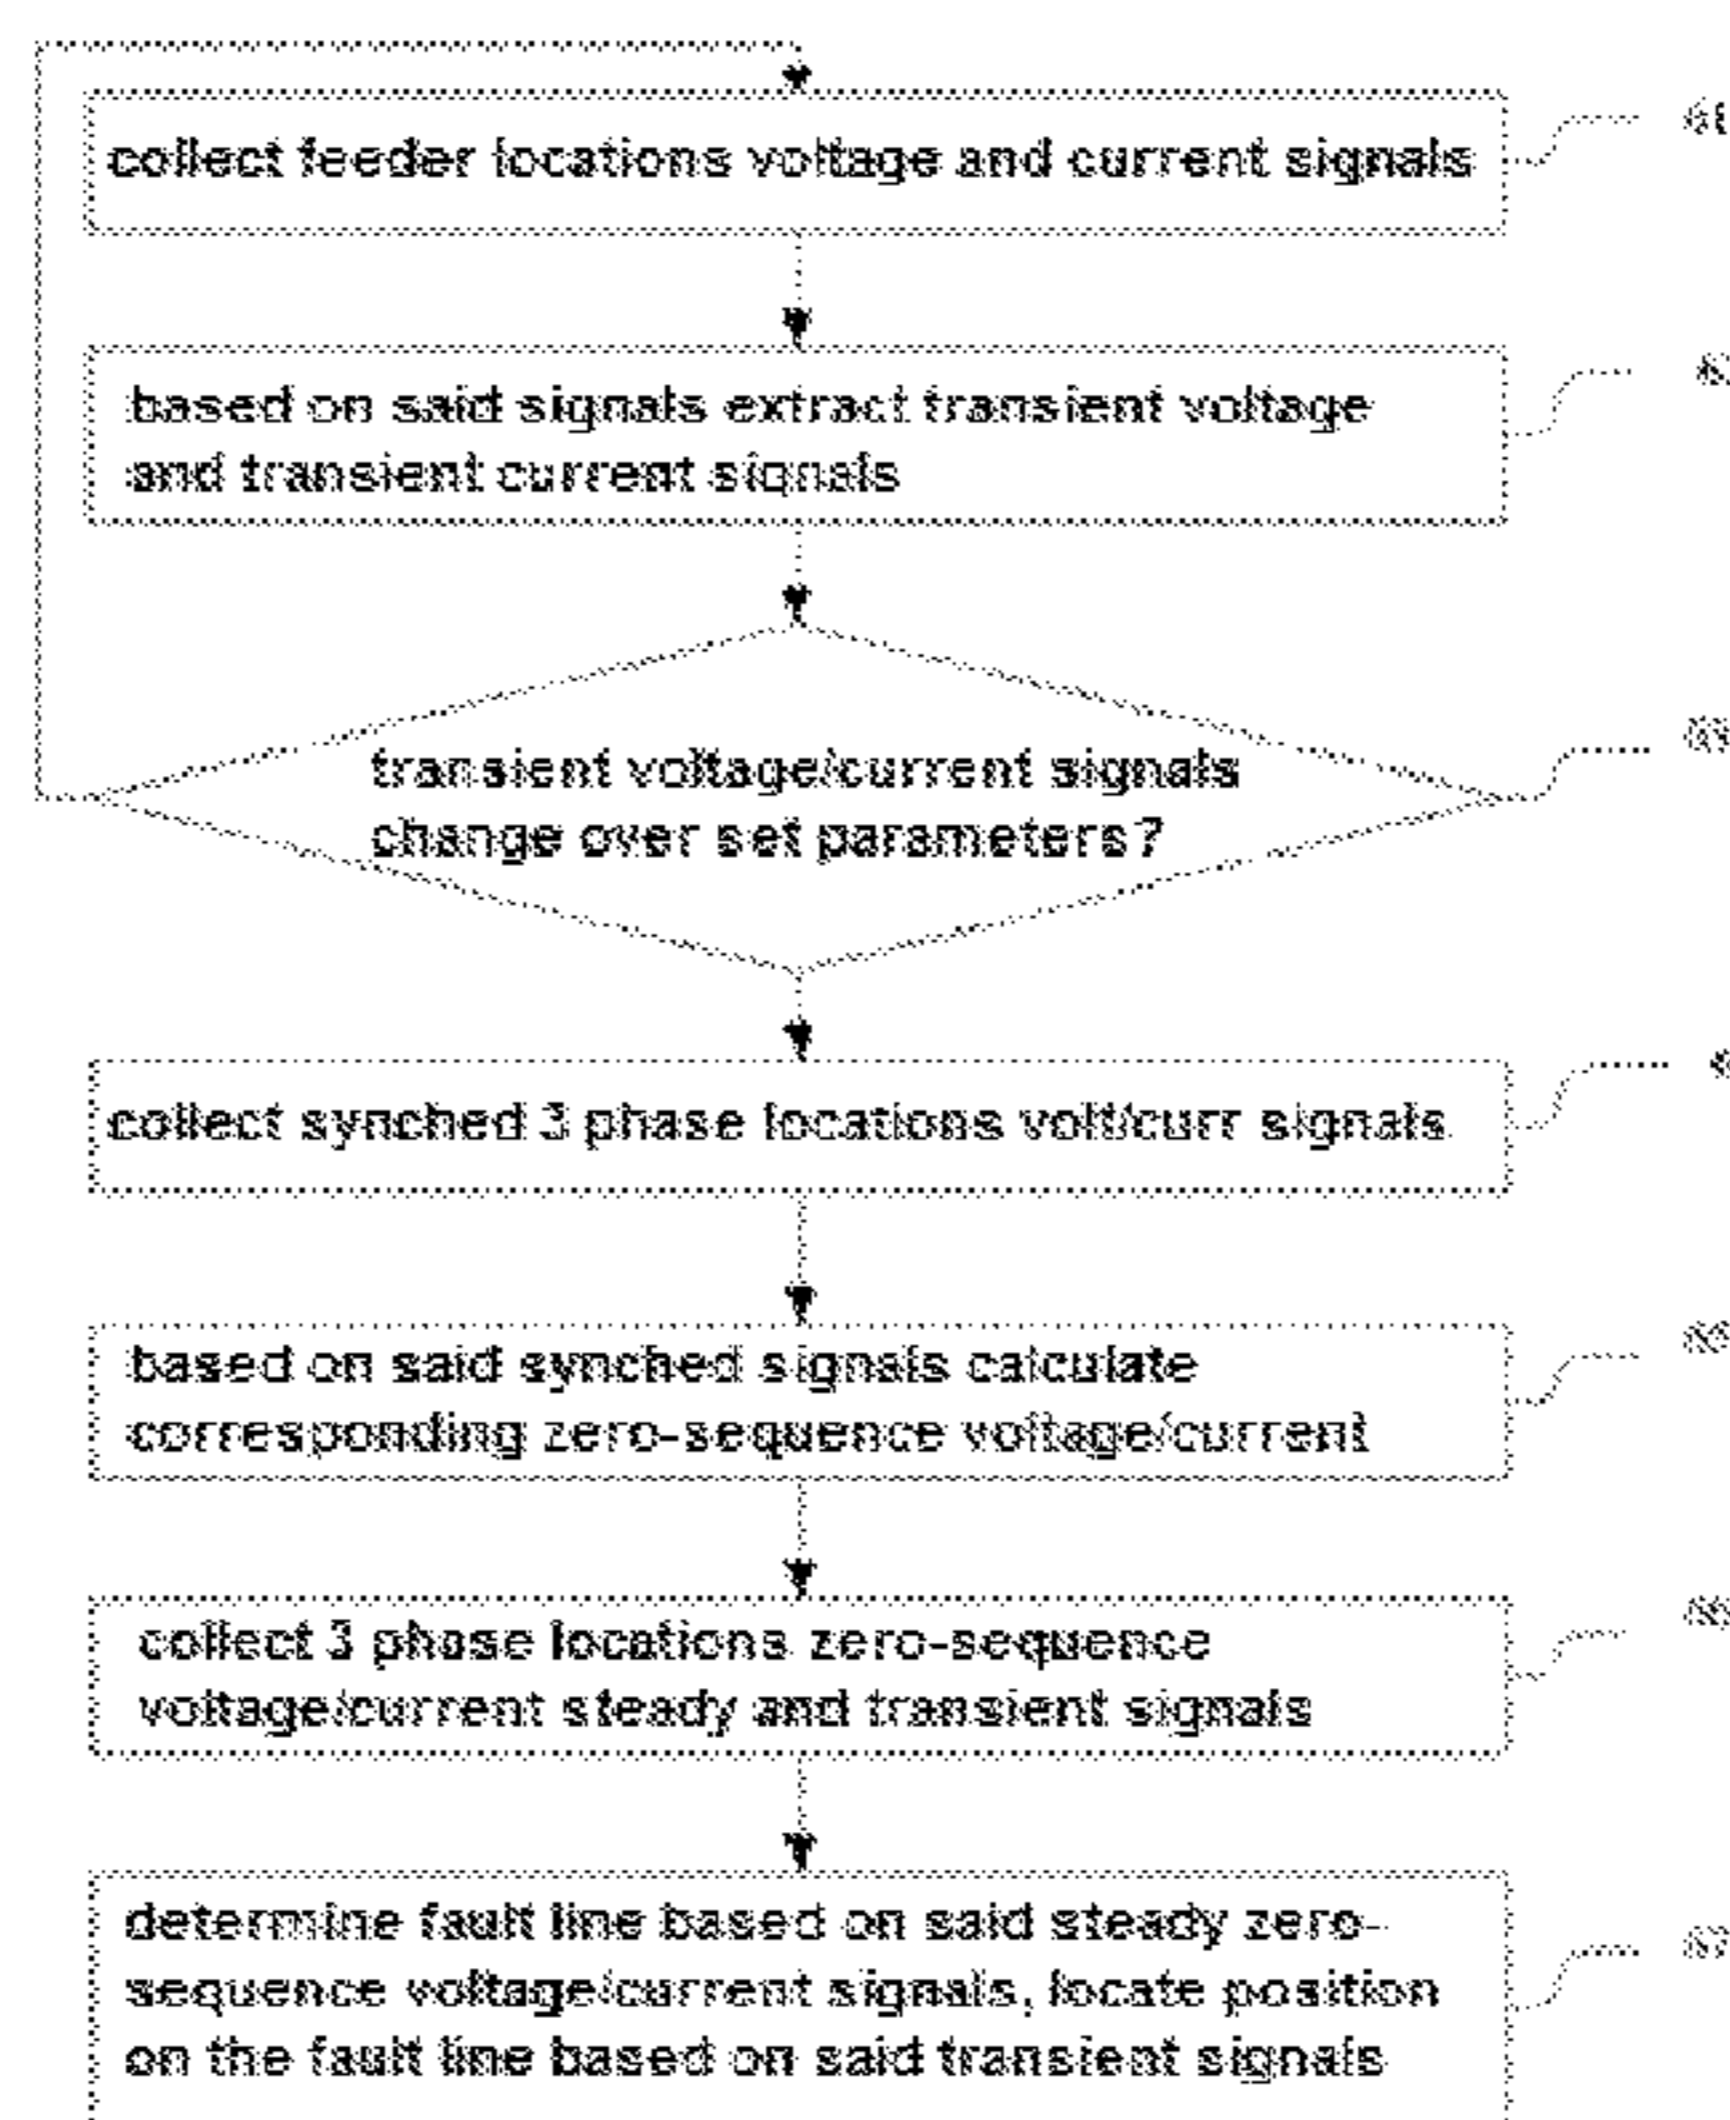 collect feeder locations voltage and current signals
61
based on said signals extract transient voltage
and transient current signals
transient voltage/current signals
change over set parameters?
collect synched 3 phase locations volt/curr signals
based on said synched signals calculate
corresponding zero-sequence voltage/current
collect 3 phase locations zero-sequence
voltage/current steady and transient signals
determine fault line based on said steady zero-
sequence voltage/current signals, locate position
on the fault line based on said transient signals